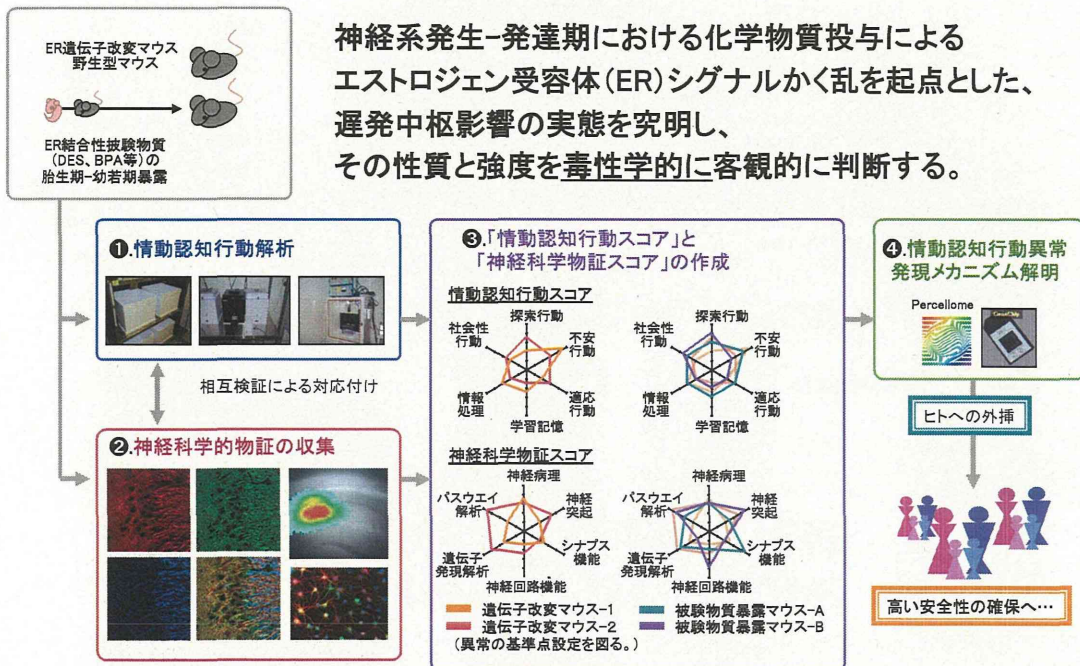 ER遺伝子改変マウス
野生型マウス
ER結合性被験物質
(DES、BPA等)の
胎生期-幼若期暴露
神経系発生-発達期における化学物質投与による
エストロジェン受容体(ER)シグナルかく乱を起点とした、
遅発中枢影響の実態を究明し、
その性質と強度を毒性学的に客観的に判断する。
❶.情動認知行動解析
相互検証による対応付け
❷.神経科学的物証の収集
❸.「情動認知行動スコア」と
「神経科学物証スコア」の作成
情動認知行動スコア
探索行動
不安
行動
適応
行動
学習記憶
情報
処理
社会性
行動
探索行動
不安
行動
適応
行動
学習記憶
情報
処理
社会性
行動
神経科学物証スコア
神経病理
神経
突起
シナプス
機能
神経回路機能
遺伝子
発現解析
パスウエイ
解析
神経病理
神経
突起
シナプス
機能
神経回路機能
遺伝子
発現解析
パスウエイ
解析
遺伝子改変マウス-1
遺伝子改変マウス-2
(異常の基準点設定を図る。)
被験物質暴露マウス-A
被験物質暴露マウス-B
❹.情動認知行動異常
発現メカニズム解明
Percellome
ヒトへの外挿
高い安全性の確保へ…